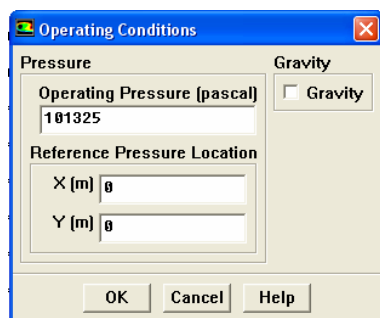 Operating Conditions
Pressure
Operating Pressure (pascal)
101325
Reference Pressure Location
X (m) 0
Y (m) 0
Gravity
Gravity
OK Cancel Help